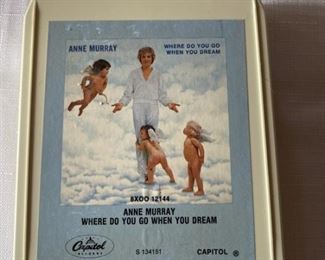 ANNE MURRAY
WHERE DO YOU GO
WHEN YOU DREAM
8XOO 12144
ANNE MURRAY
WHERE DO YOU GO WHEN YOU DREAM
Capitol
S 134151
CAPITOL ®